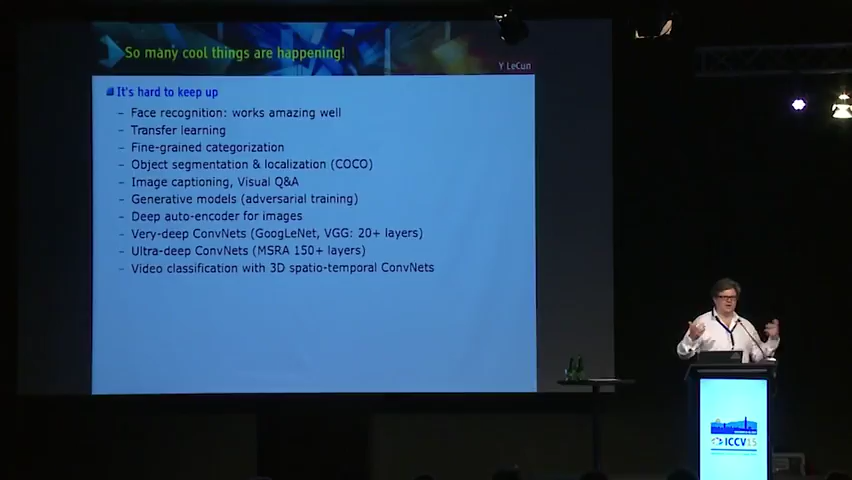 So many cool things are happening!
Y LeCun
It's hard to keep up
– Face recognition: works amazing well
– Transfer learning
– Fine-grained categorization
– Object segmentation & localization (COCO)
– Image captioning, Visual Q&A
– Generative models (adversarial training)
– Deep auto-encoder for images
– Very-deep ConvNets (GoogLeNet, VGG: 20+ layers)
– Ultra-deep ConvNets (MSRA 150+ layers)
– Video classification with 3D spatio-temporal ConvNets
ICCV15